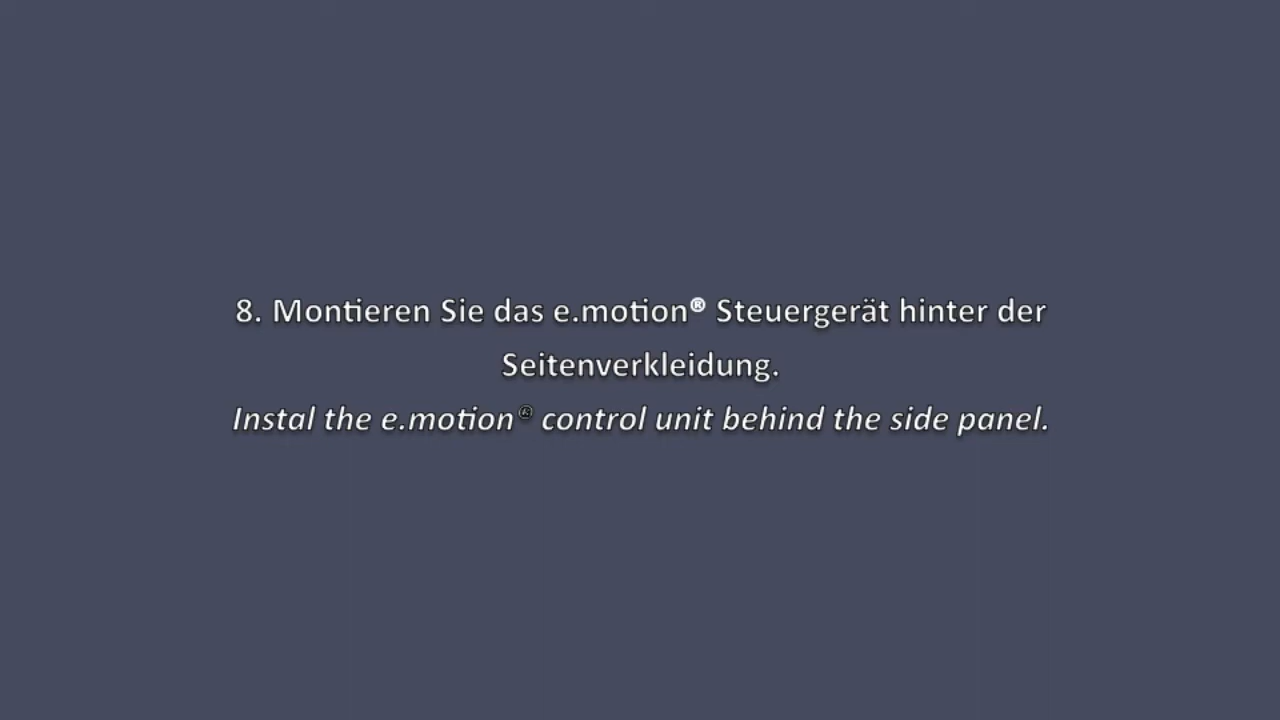 8. Montieren Sie das e.motion® Steuergerät hinter der
Seitenverkleidung.
Instal the e.motion® control unit behind the side panel.